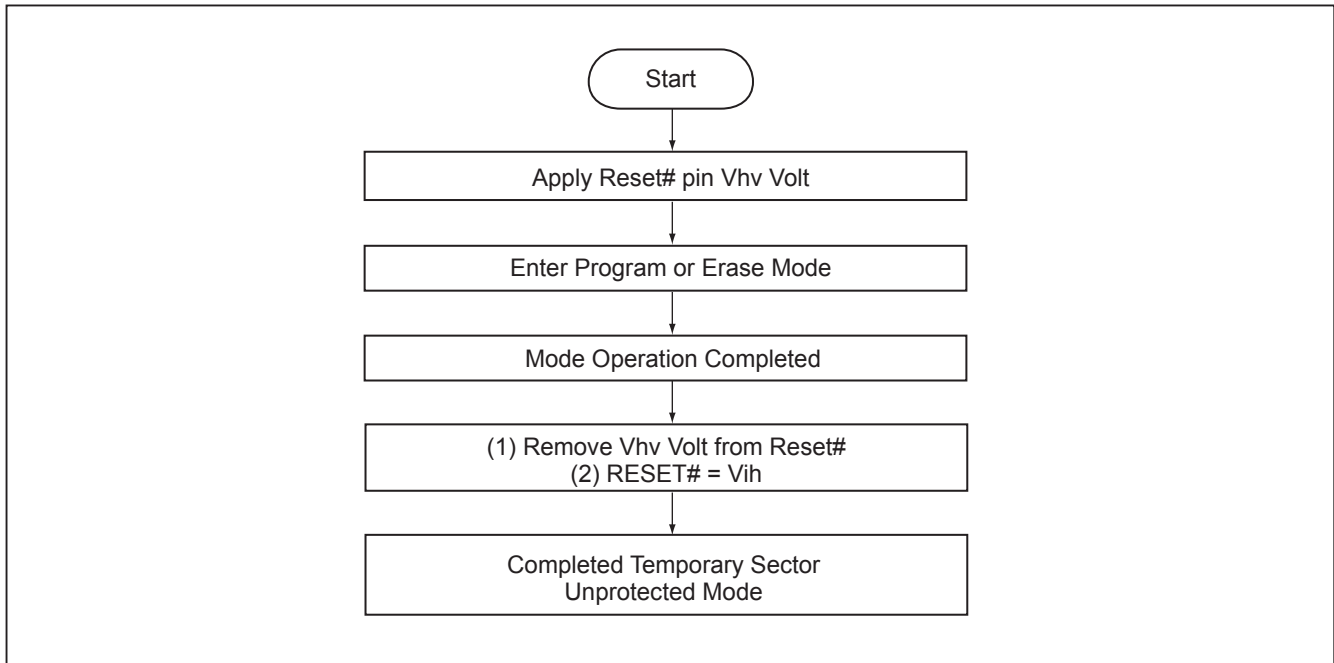 Start
Apply Reset# pin Vhv Volt
Enter Program or Erase Mode
Mode Operation Completed
(1) Remove Vhv Volt from Reset#
(2) RESET# = Vih
Completed Temporary Sector
Unprotected Mode